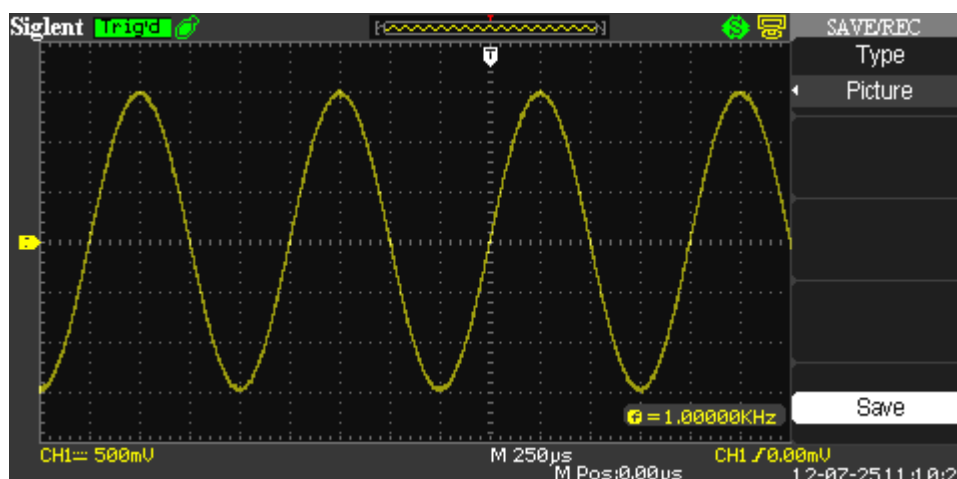 Siglent Trig'd SAVE/REC
T
Type
Picture
f=1.00000KHz
Save
CH1 500mV M 250µs CH1 0.00mV
M Pos:0.00µs